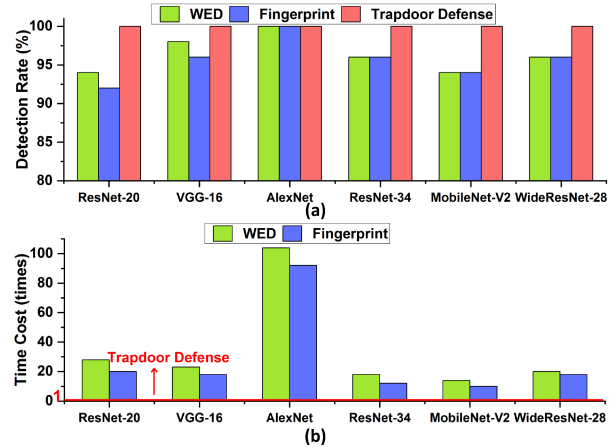 WED Fingerprint Trapdoor Defense
Detection Rate (%)
100
95
90
85
80
ResNet-20 VGG-16 AlexNet ResNet-34 MobileNet-V2 WideResNet-28
(a)
WED Fingerprint
Time Cost (times)
100
80
60
40
20
0
1
Trapdoor Defense
ResNet-20 VGG-16 AlexNet ResNet-34 MobileNet-V2 WideResNet-28
(b)